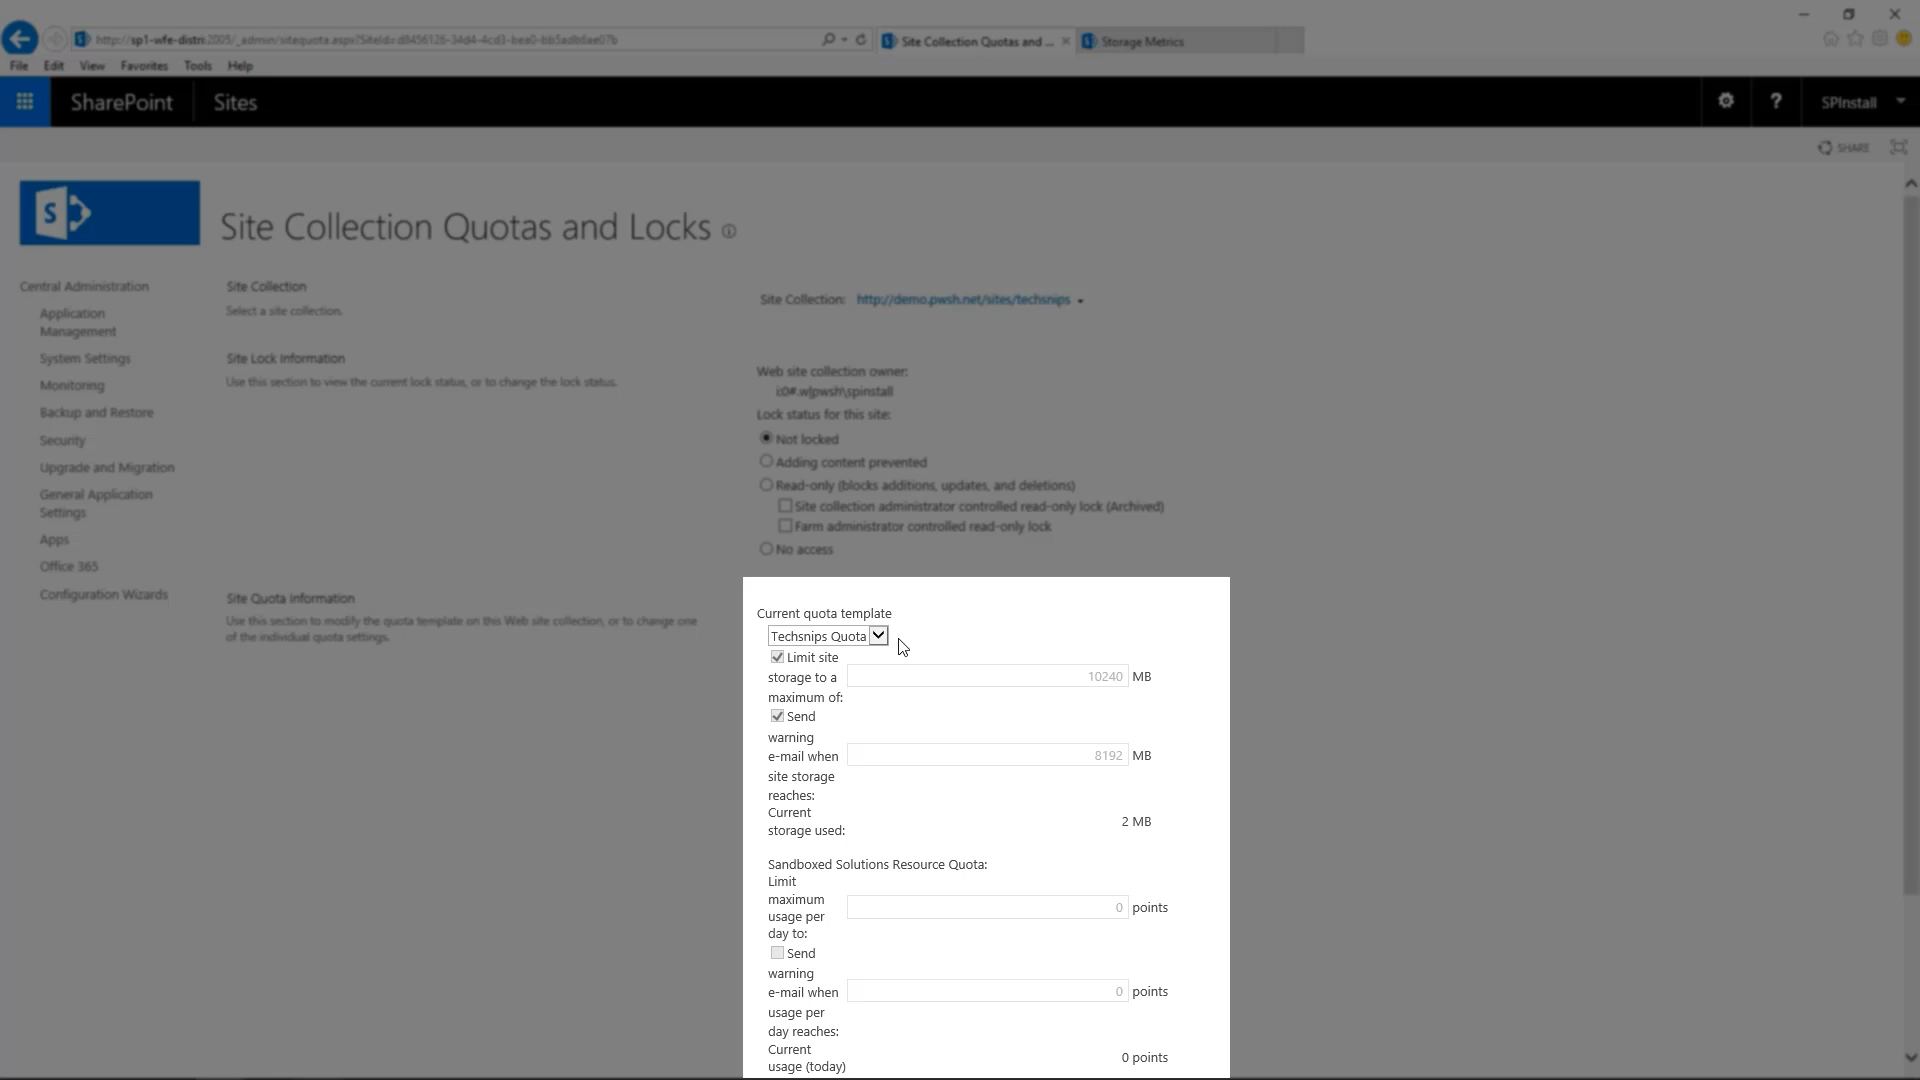 http://sp1-wfe-distri:2005/_admin/sitequota.aspx?SiteId=d8456126-34d4-4cd3-bea0-bb5adb8ae07b
Site Collection Quotas and ...
Storage Metrics
File Edit View Favorites Tools Help
SharePoint
Sites
SPInstall
SHARE
Site Collection Quotas and Locks
Central Administration
Application
Management
System Settings
Monitoring
Backup and Restore
Security
Upgrade and Migration
General Application
Settings
Apps
Office 365
Configuration Wizards
Site Collection
Select a site collection.
Site Collection: http://demo.pwsh.net/sites/techsnips
Site Lock Information
Use this section to view the current lock status, or to change the lock status.
Web site collection owner:
i:0#.w|pwsh\spinstall
Lock status for this site:
Not locked
Adding content prevented
Read-only (blocks additions, updates, and deletions)
Site collection administrator controlled read-only lock (Archived)
Farm administrator controlled read-only lock
No access
Site Quota Information
Use this section to modify the quota template on this Web site collection, or to change one
of the individual quota settings.
Current quota template
Techsnips Quota
Limit site
storage to a
maximum of:
10240 MB
Send
warning
e-mail when
site storage
reaches:
8192 MB
Current
storage used:
2 MB
Sandboxed Solutions Resource Quota:
Limit
maximum
usage per
day to:
0 points
Send
warning
e-mail when
usage per
day reaches:
0 points
Current
usage (today)
0 points